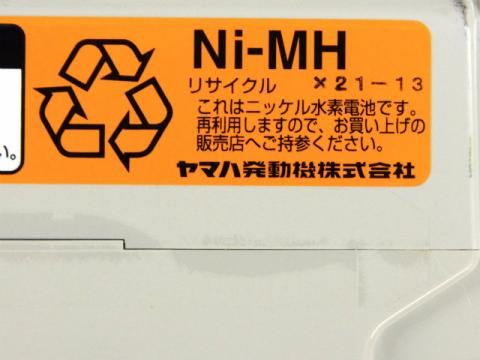 Ni-MH
リサイクル ×21-13
これはニッケル水素電池です。
再利用しますので、お買い上げの
販売店へご持参ください。
ヤマハ発動機株式会社
い。